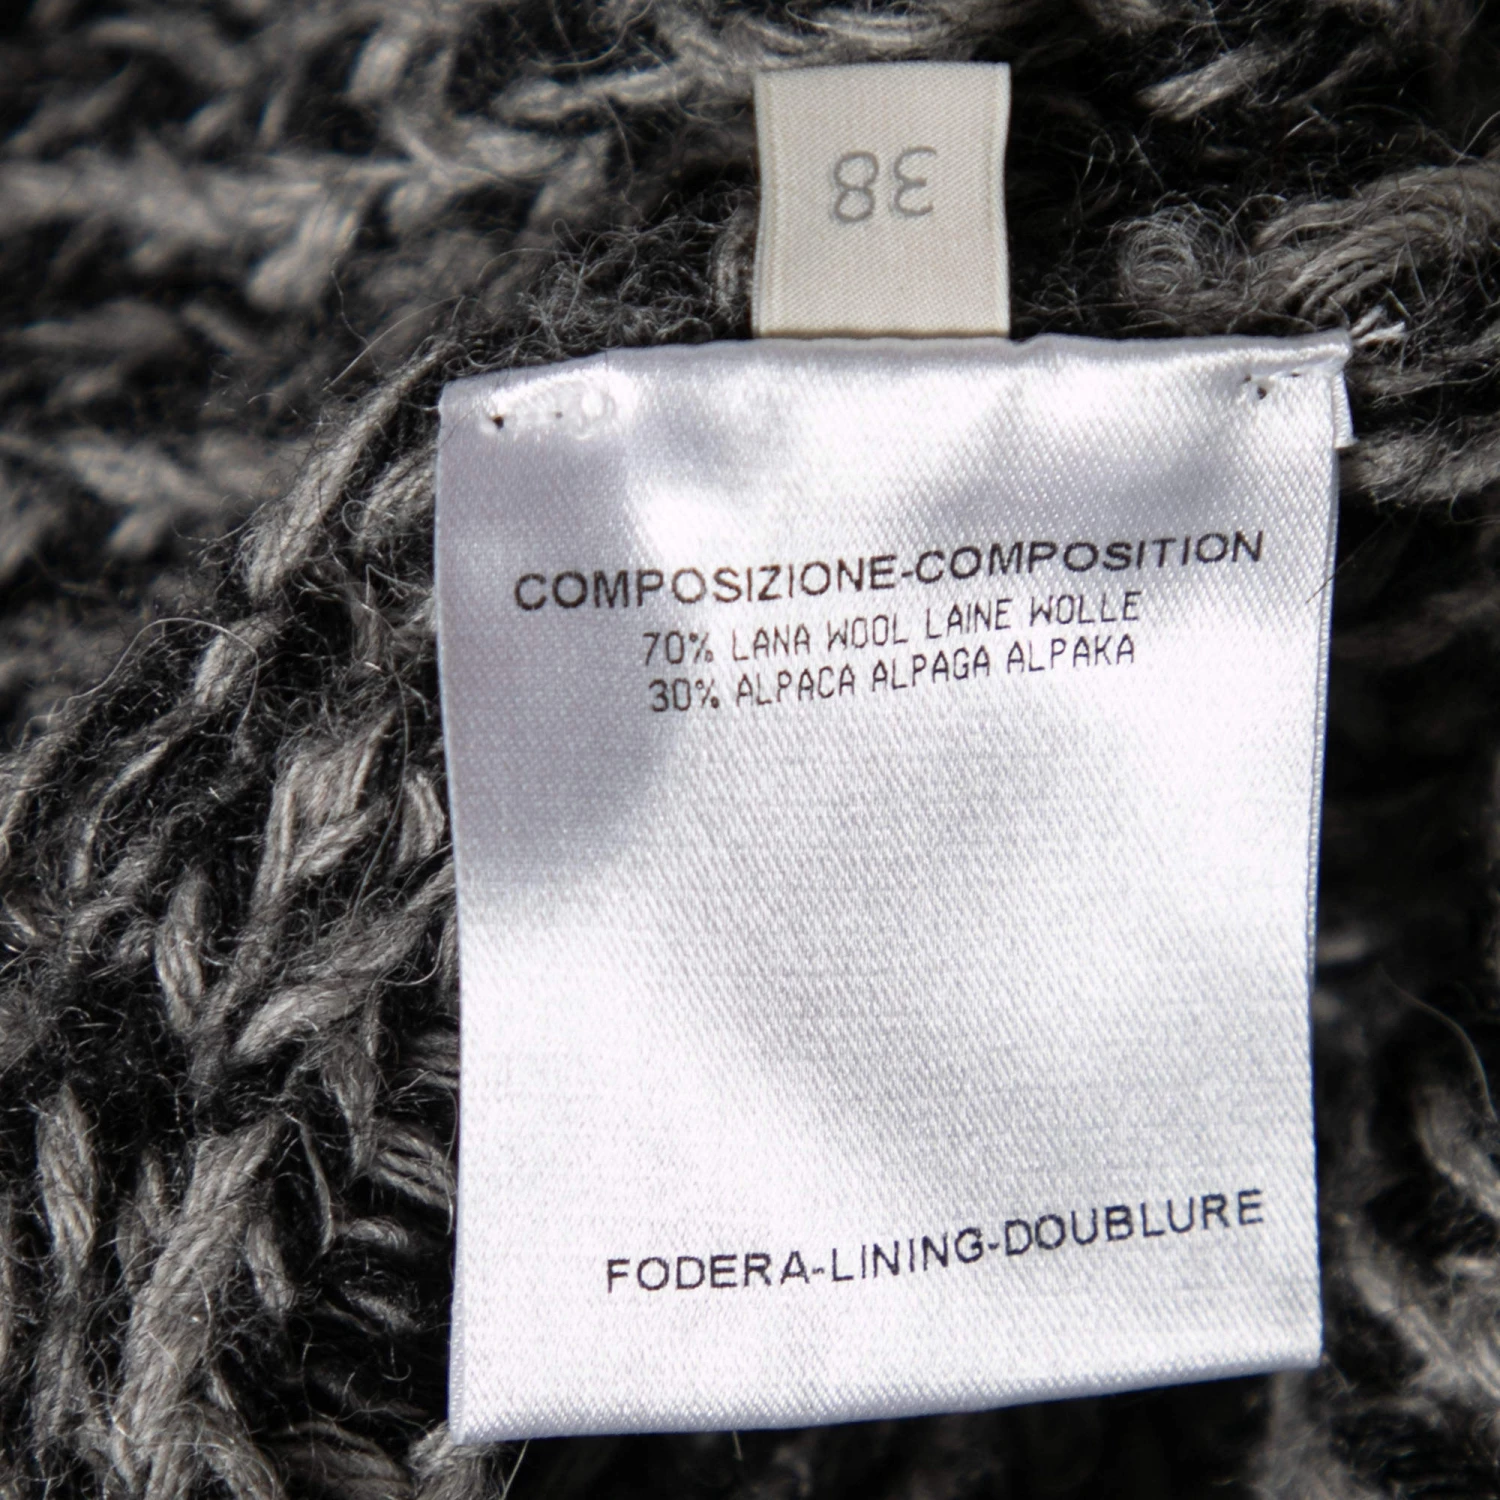 38
COMPOSIZIONE-COMPOSITION
70% LANA WOOL LAINE WOLLE
30% ALPACA ALPAGA ALPAKA
FODERA-LINING-DOUBLURE